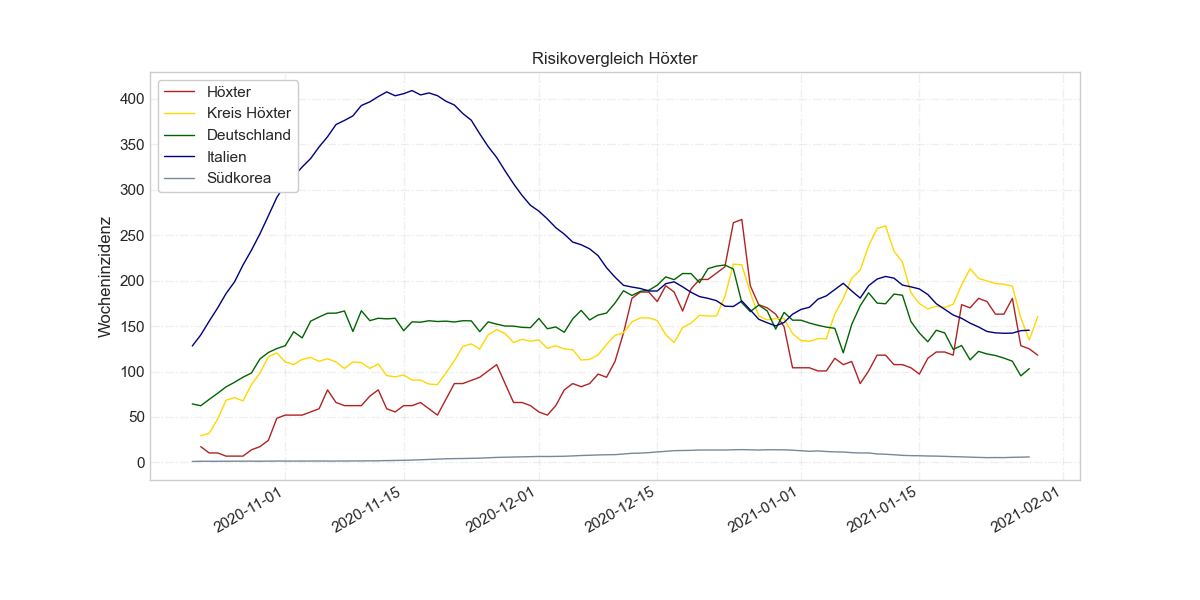 Risikovergleich Höxter
Höxter
Kreis Höxter
Deutschland
Italien
Südkorea
Wocheninzidenz
400
350
300
250
200
150
100
50
0
2020-11-01
2020-11-15
2020-12-01
2020-12-15
2021-01-01
2021-01-15
2021-02-01